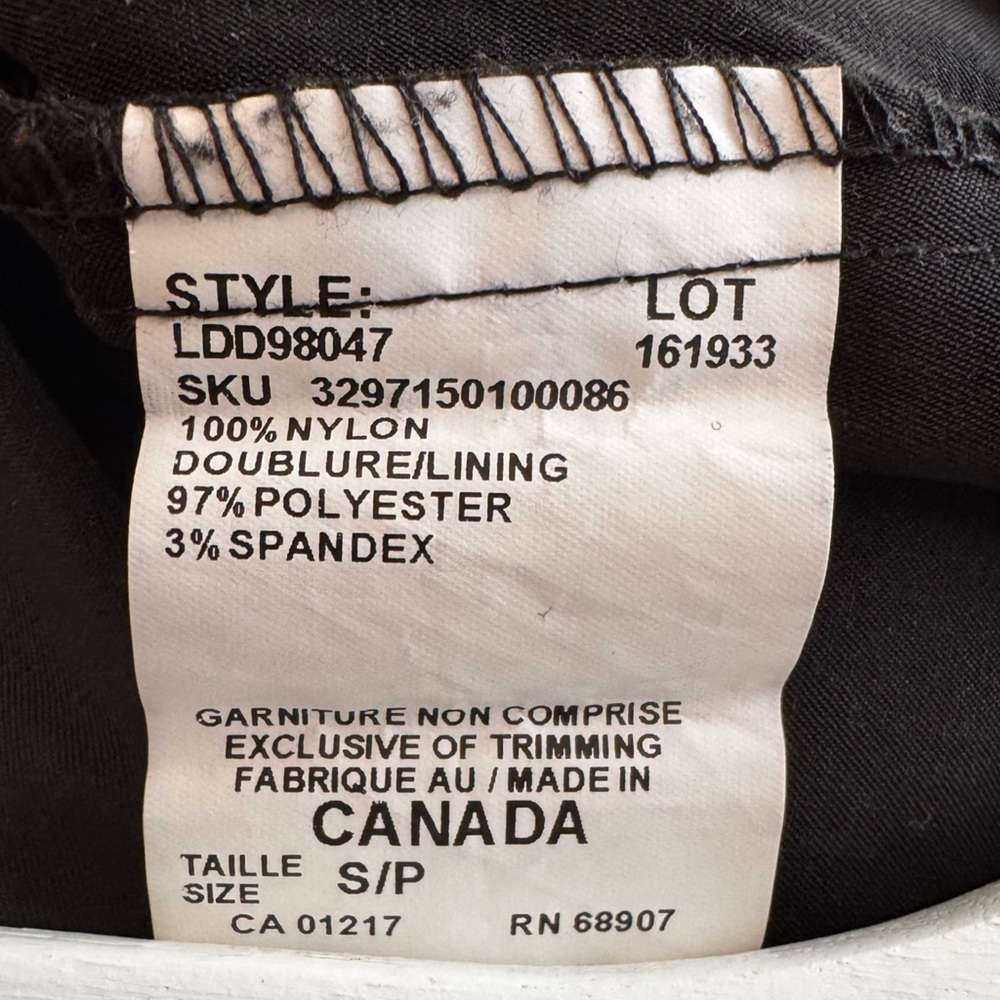 STYLE: LOT
LDD98047 161933
SKU 3297150100086
100% NYLON
DOUBLURE/LINING
97% POLYESTER
3% SPANDEX
GARNITURE NON COMPRISE
EXCLUSIVE OF TRIMMING
FABRIQUE AU / MADE IN
CANADA
TAILLE S/P
SIZE
CA 01217 RN 68907